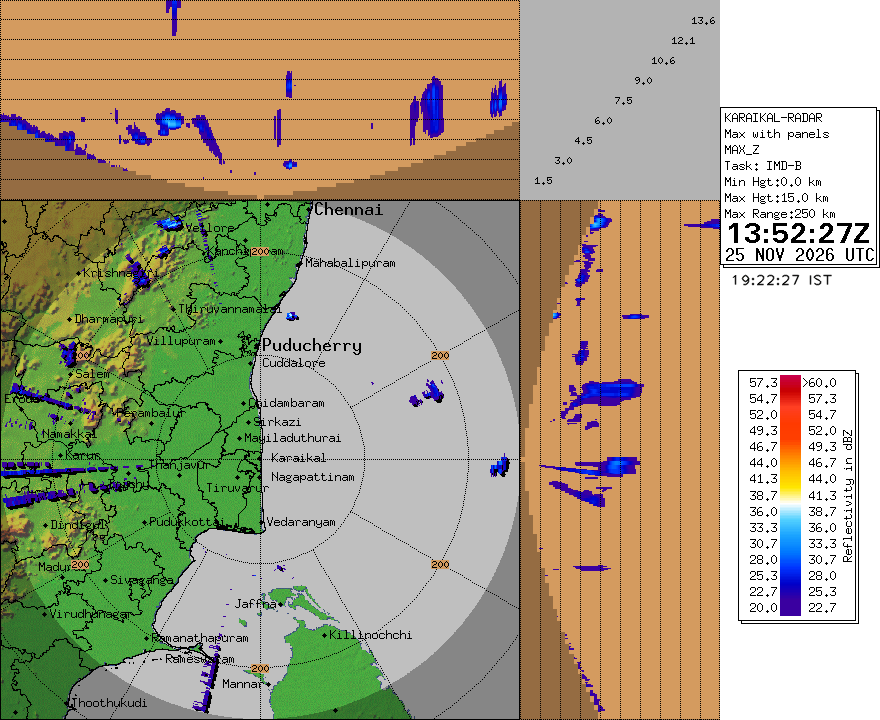 13.6
12.1
10.6
9.0
7.5
6.0
4.5
3.0
1.5
KARAIKAL-RADAR
Max with panels
MAX_Z
Task: IMD-B
Min Hgt:0.0 km
Max Hgt:15.0 km
Max Range:250 km
13:52:27Z
25 NOV 2026 UTC
19:22:27 IST
Chennai
Vellore
200
Mahabalipuram
Krishnagiri
Thiruvannamalai
Dharmapuri
Villupuram
Puducherry
200
Cuddalore
Salem
Chidambaram
Perambalur
Sirkazi
Namakkal
Mayiladuthurai
Karur
Karaikal
Thanjavur
Nagapattinam
Tiruvarur
Dindigul
Pudukkottai
Vedaranyam
200
200
Sivaganga
Jaffna
Virudhunagar
Ramanathapuram
Killinochchi
Rameswaram
200
Mannar
Thoothukudi
57.3 >60.0
54.7 57.3
52.0 54.7
49.3 52.0
46.7 49.3
44.0 46.7
41.3 44.0
38.7 41.3
36.0 38.7
33.3 36.0
30.7 33.3
28.0 30.7
25.3 28.0
22.7 25.3
20.0 22.7
Reflectivity in dBZ